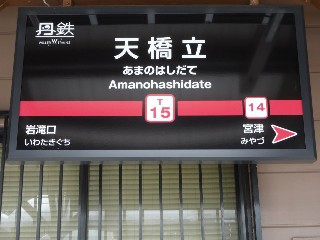 丹鉄
天橋立
あまのはしだて
Amanohashidate
T
15
14
岩滝口
いわたきぐち
宮津
みやづ